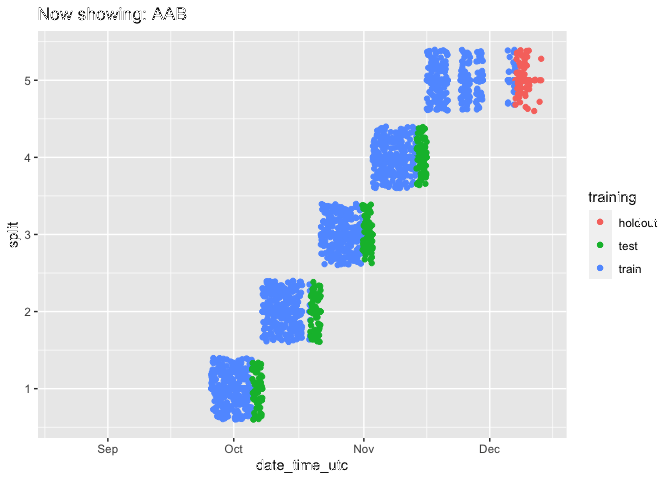 Now showing: AAB
5
4
3
2
1
split
Sep Oct Nov Dec
date_time_utc
training
holdout
test
train